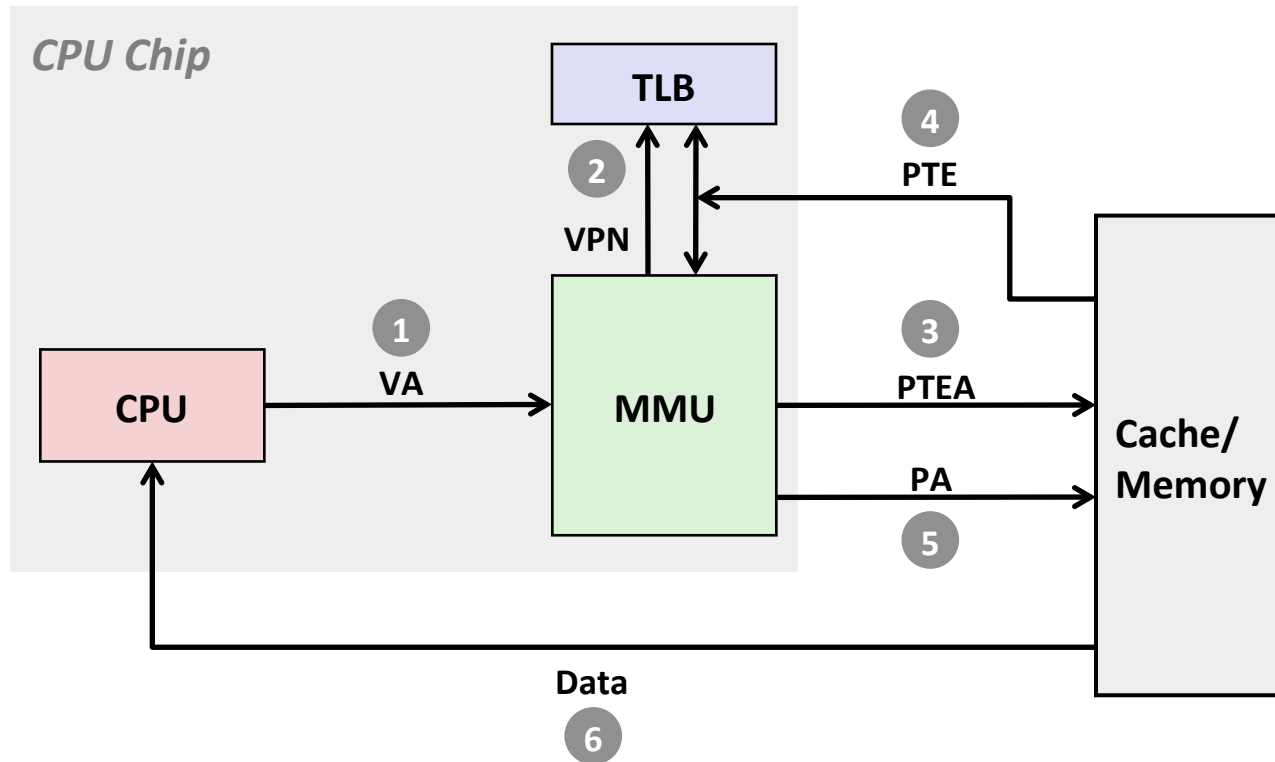 CPU Chip
TLB
4
2
PTE
VPN
1
3
VA
PTEA
CPU
MMU
Cache/
Memory
PA
5
Data
6